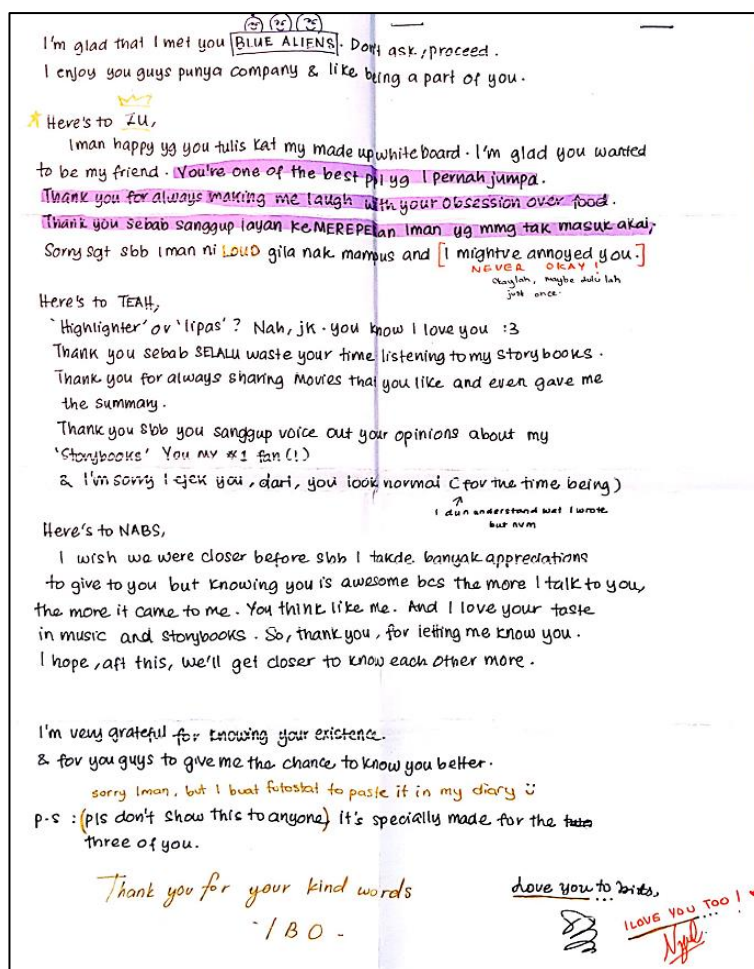 I'm glad that I met you BLUE ALIENS. Don't ask, proceed.
I enjoy you guys punya company & like being a part of you.
Here's to ZU,
Iman happy yg you tulis kat my made up whiteboard. I'm glad you wanted
to be my friend. You're one of the best ppl yg I pernah jumpa.
Thank you for always making me laugh with your obsession over food.
Thank you sebab sanggup layan keMEREPEKan Iman yg mmg tak masuk akal,
Sorry sgt sbb Iman ni LOUD gila nak mampus and [I mightve annoyed you.]
NEVER OKAY!
Okaylah, maybe dulu lah
just once.
Here's to TEAH,
'Highlighter' or 'lipas'? Nah, jk. you know I love you :3
Thank you sebab SELALU waste your time listening to my storybooks.
Thank you for always sharing Movies that you like and even gave me
the summary.
Thank you sbb you sanggup voice out your opinions about my
'Storybooks' You my #1 fan (!)
& I'm sorry I ejek you, dari, you look normal (for the time being)
I dun understand wat I wrote
but nvm
Here's to NABS,
I wish we were closer before sbb I takde banyak appreciations
to give to you but knowing you is awesome bcs the more I talk to you,
the more it came to me. You think like me. And I love your taste
in music and storybooks. So, thank you, for letting me know you.
I hope, aft this, we'll get closer to know each other more.
I'm very grateful for knowing your existence.
& for you guys to give me the chance to know you better.
sorry Iman, but I buat fotostat to paste it in my diary
p-s : (pls don't show this to anyone) it's specially made for the
three of you.
Thank you for your kind words
- I B O -
Love you to bits,
I LOVE YOU TOO!